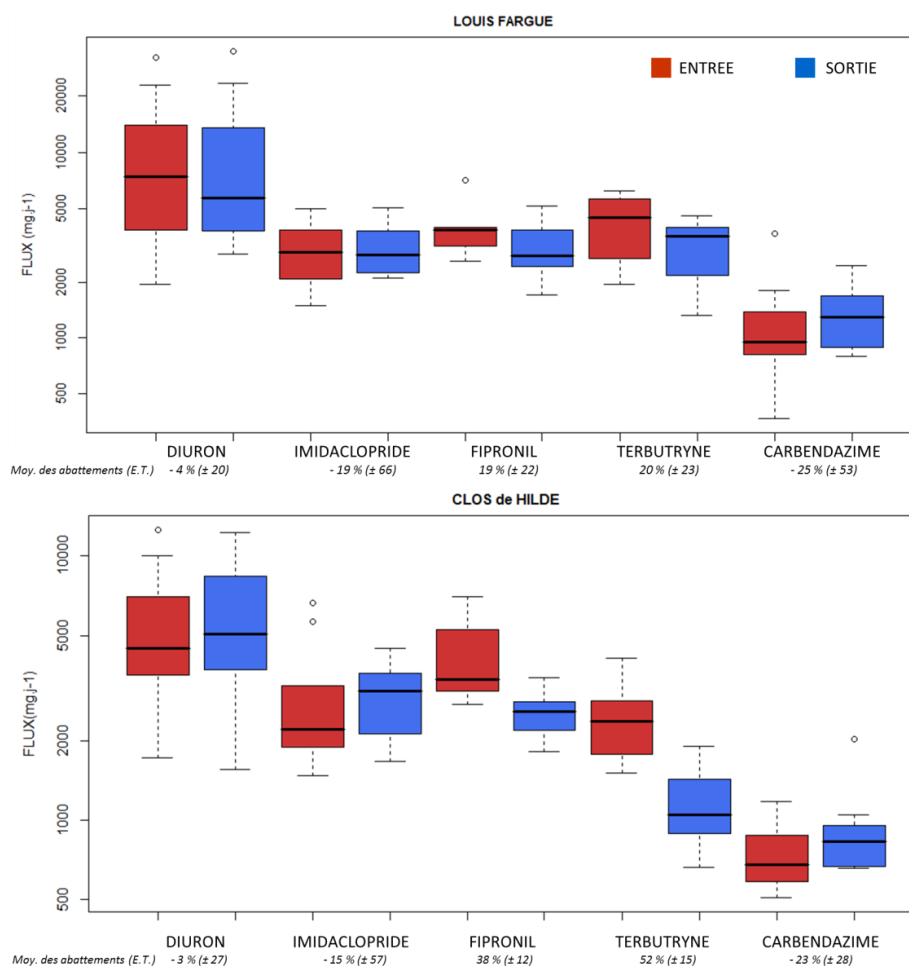 LOUIS FARGUE
ENTREE SORTIE
FLUX (mg.j-1)
20000
10000
5000
2000
1000
500
DIURON IMIDACLOPRIDE FIPRONIL TERBUTRYNE CARBENDAZIME
Moy. des abattements (E.T.) - 4 % (± 20) - 19 % (± 66) 19 % (± 22) 20 % (± 23) - 25 % (± 53)
CLOS de HILDE
FLUX(mg.j-1)
10000
5000
2000
1000
500
DIURON IMIDACLOPRIDE FIPRONIL TERBUTRYNE CARBENDAZIME
Moy. des abattements (E.T.) - 3 % (± 27) - 15 % (± 57) 38 % (± 12) 52 % (± 15) - 23 % (± 28)